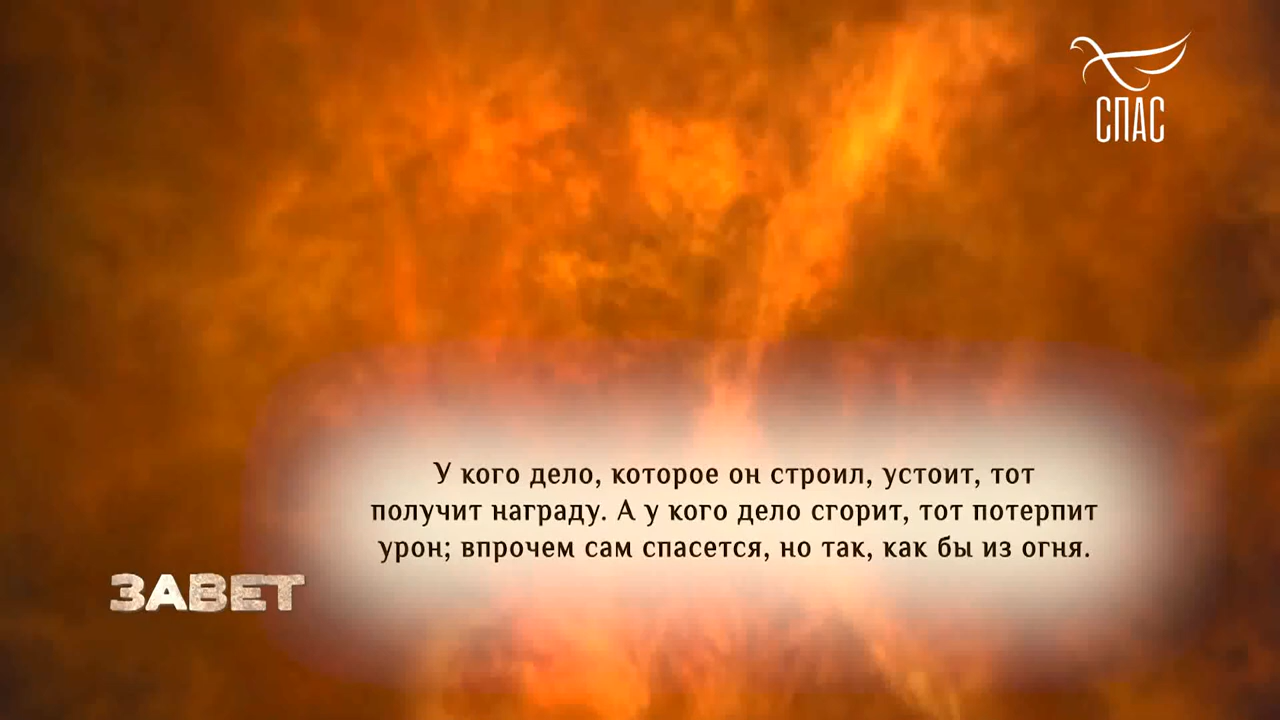 СПАС
У кого дело, которое он строил, устоит, тот
получит награду. А у кого дело сгорит, тот потерпит
урон; впрочем сам спасется, но так, как бы из огня.
ЗАВЕТ